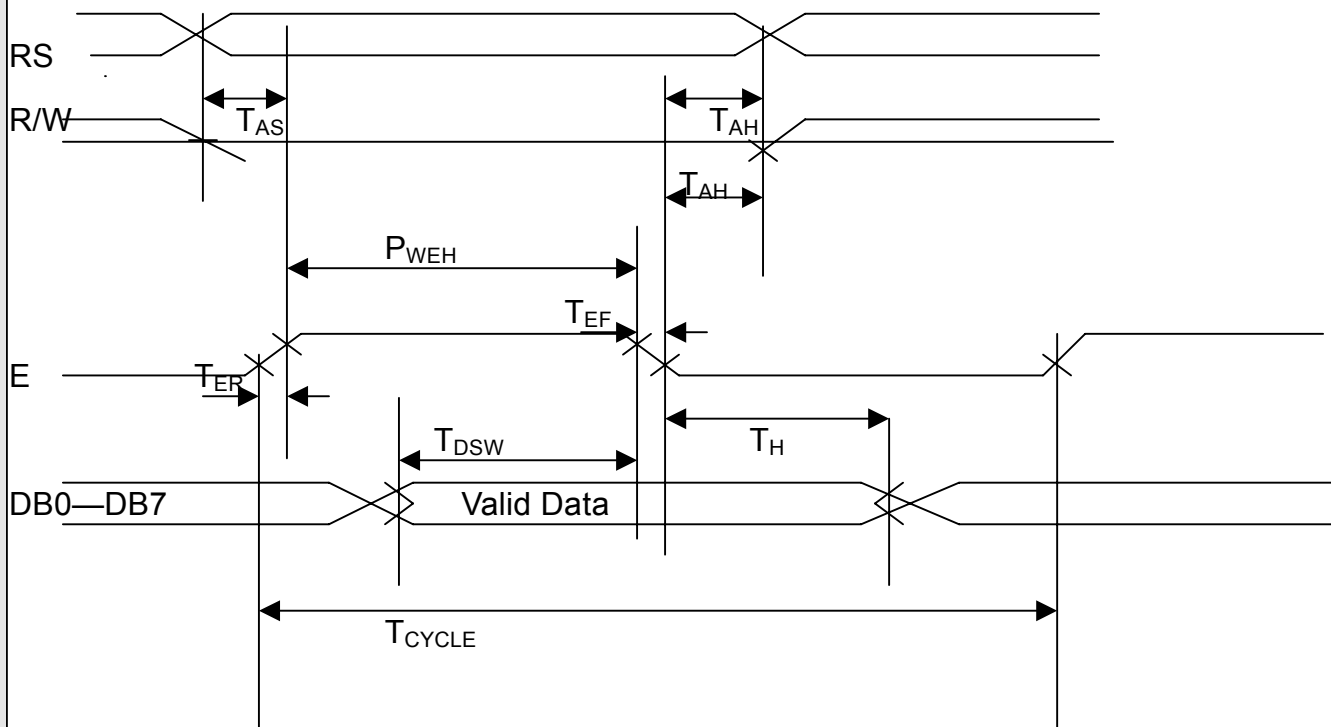 RS
R/W
TAS
TAH
TAH
PWEH
TEF
E
TER
TDSW
TH
DB0—DB7
Valid Data
TCYCLE